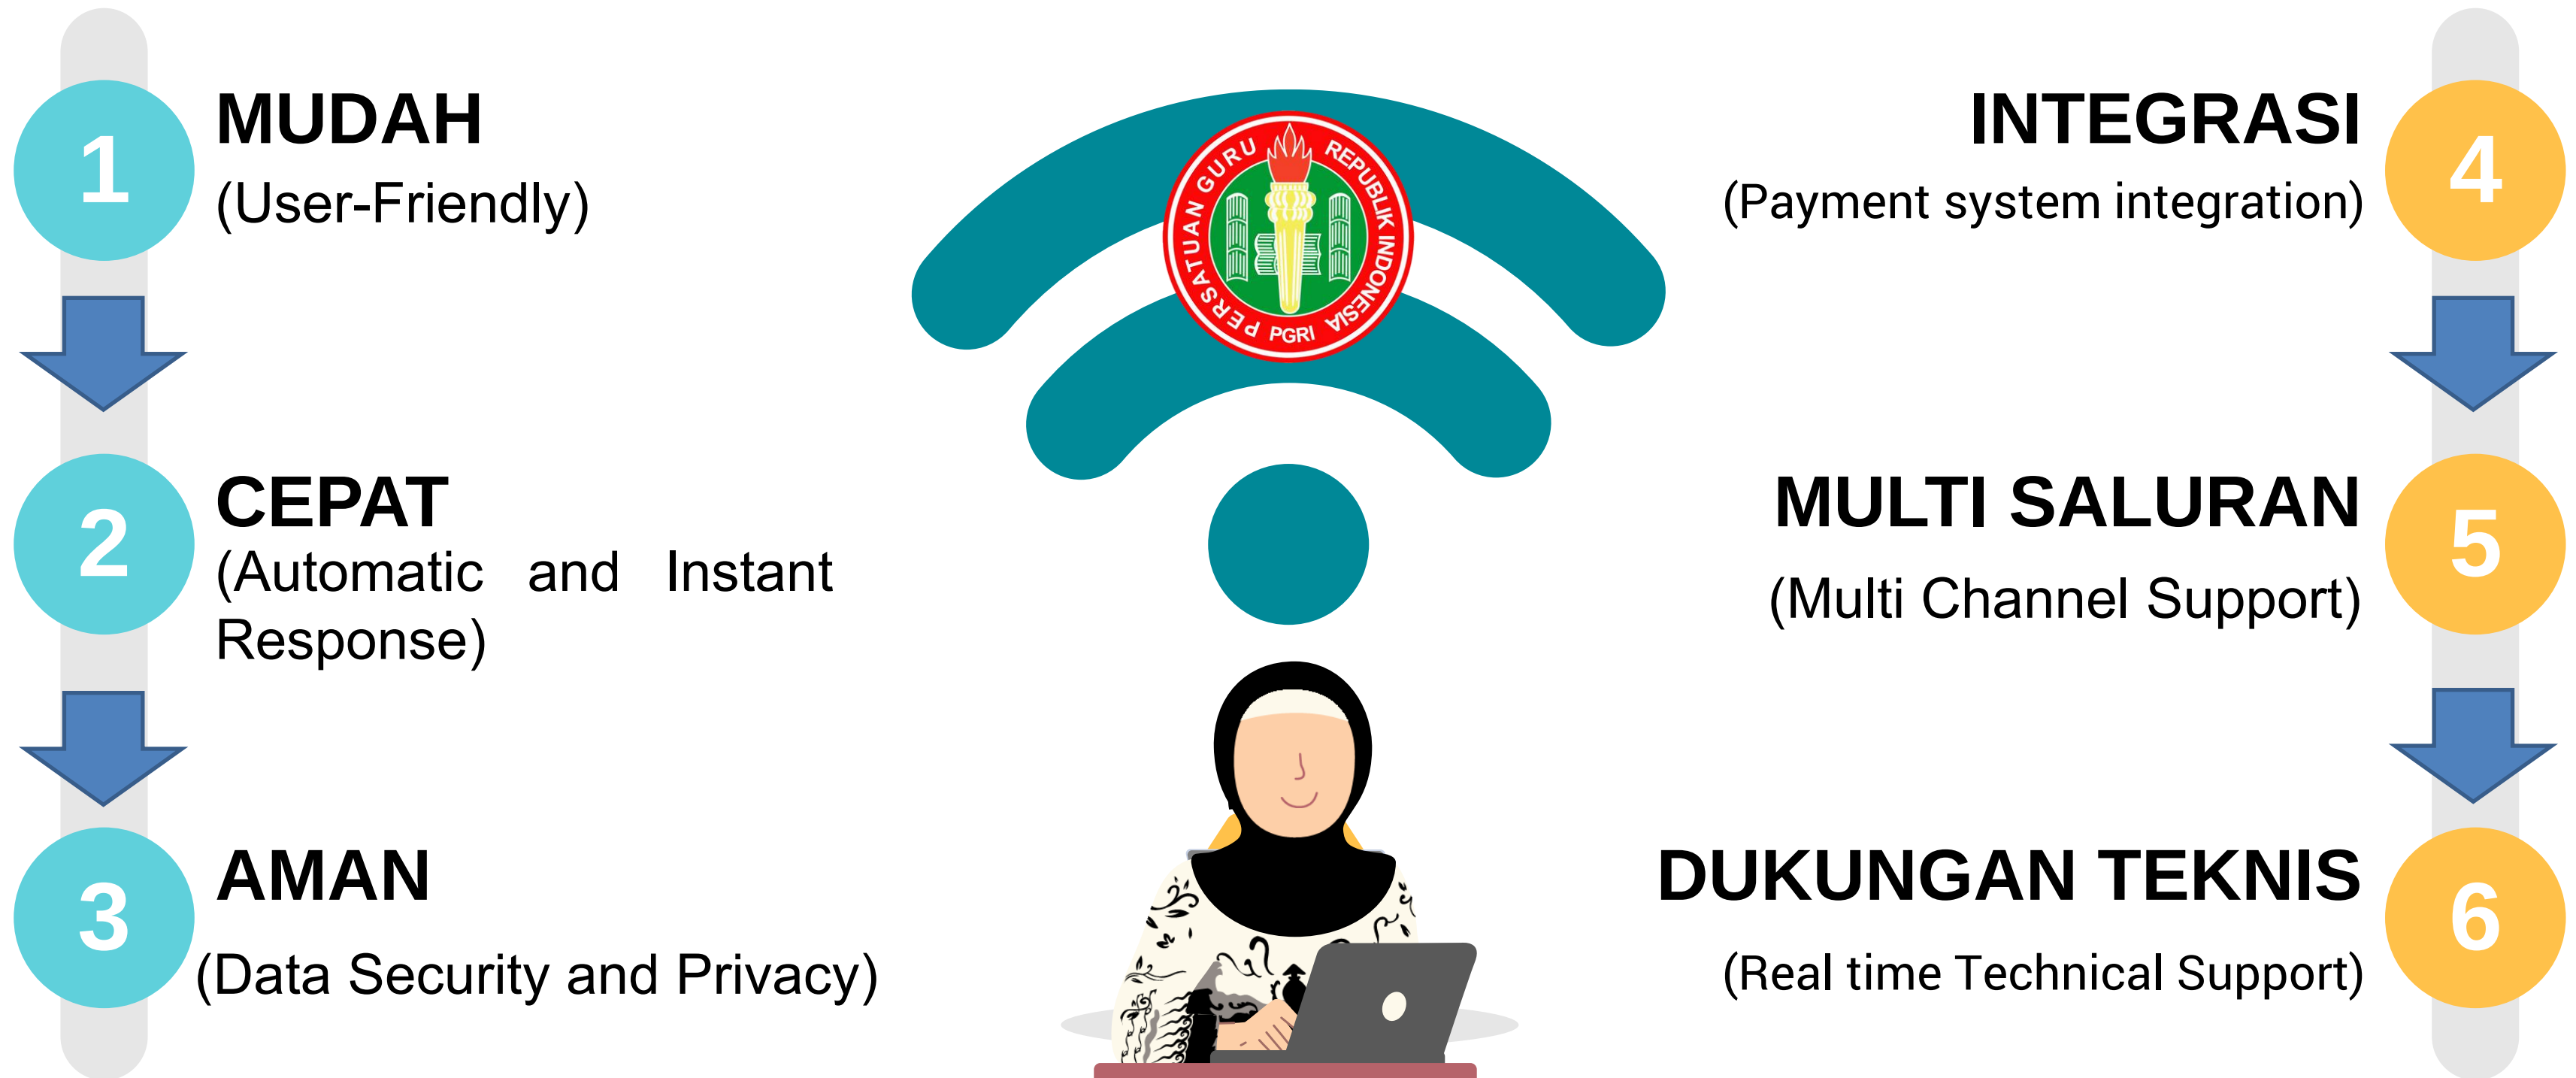 1
MUDAH
(User-Friendly)
2
CEPAT
(Automatic and Instant
Response)
3
AMAN
(Data Security and Privacy)
PERSATUAN GURU REPUBLIK INDONESIA
PGRI
INTEGRASI
4
(Payment system integration)
MULTI SALURAN
5
(Multi Channel Support)
DUKUNGAN TEKNIS
6
(Real time Technical Support)